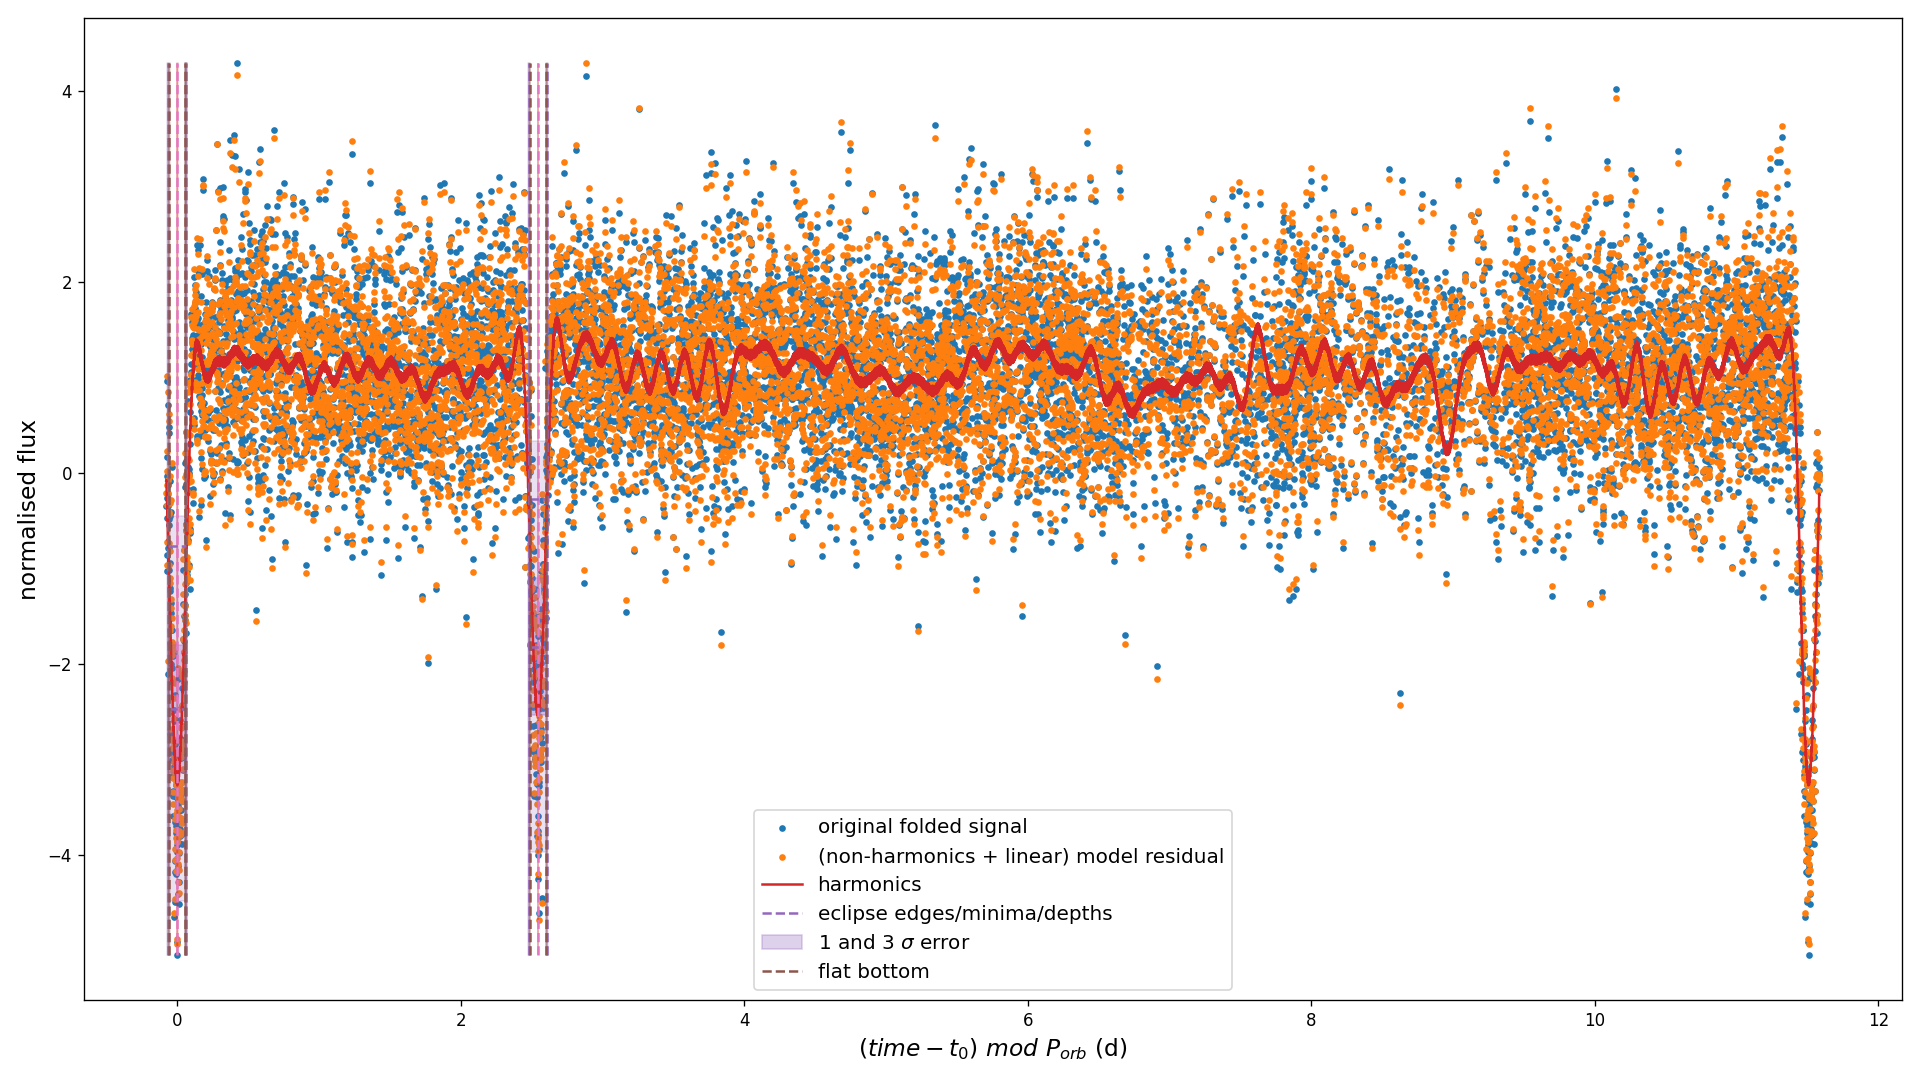 4
2
0
−2
−4
normalised flux
original folded signal
(non-harmonics + linear) model residual
harmonics
eclipse edges/minima/depths
1 and 3 σ error
flat bottom
0 2 4 6 8 10 12
(time − t₀) mod Pₒᵣb (d)